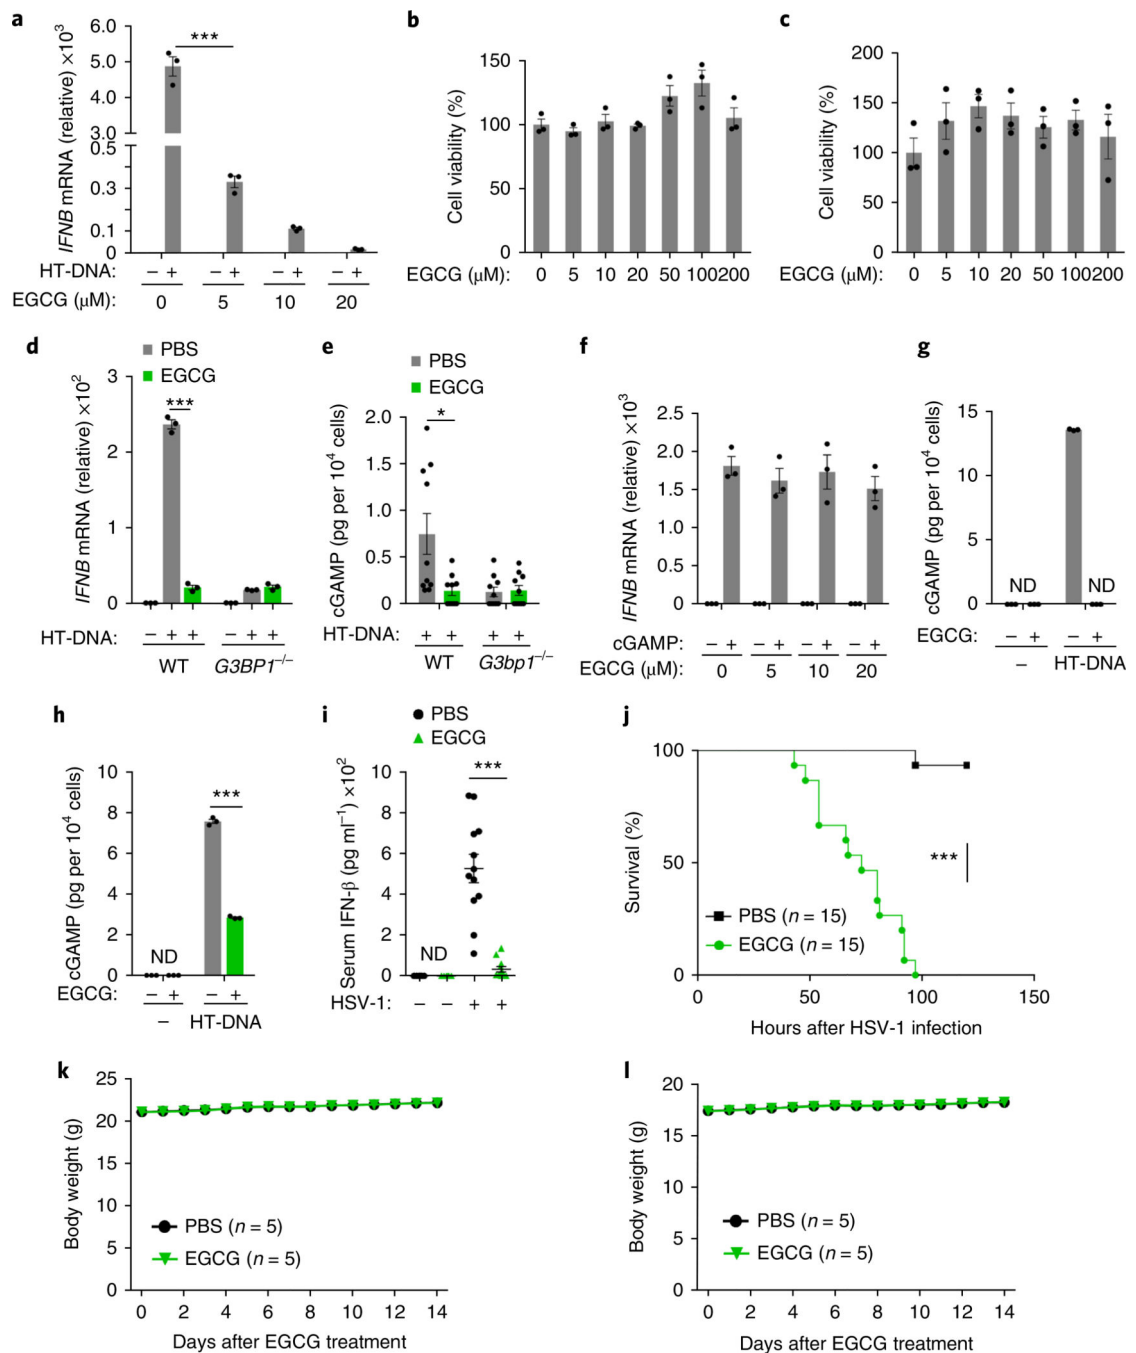 a
IFNB mRNA (relative) ×10³
6.0
5.0
4.0
3.0
0.5
0.3
0.1
0
***
HT-DNA: – + – + – + – +
EGCG (μM): 0 5 10 20
b
Cell viability (%)
150
100
50
0
EGCG (μM): 0 5 10 20 50 100 200
c
Cell viability (%)
200
150
100
50
0
EGCG (μM): 0 5 10 20 50 100 200
d
PBS
EGCG
IFNB mRNA (relative) ×10²
3
2
1
0
***
HT-DNA: – + + – + +
WT G3BP1–/–
e
PBS
EGCG
cGAMP (pg per 10⁴ cells)
2.0
1.5
1.0
0.5
0
*
HT-DNA: + + + +
WT G3bp1–/–
f
IFNB mRNA (relative) ×10³
2.5
2.0
1.5
1.0
0.5
0
cGAMP: – + – + – + – +
EGCG (μM): 0 5 10 20
g
cGAMP (pg per 10⁴ cells)
15
10
5
0
ND ND
EGCG: – + – +
– HT-DNA
h
cGAMP (pg per 10⁴ cells)
10
8
6
4
2
0
***
ND
EGCG: – + – +
– HT-DNA
i
PBS
EGCG
Serum IFN-β (pg ml⁻¹) ×10²
10
8
6
4
2
0
***
ND
HSV-1: – – + +
j
Survival (%)
100
50
0
***
PBS (n = 15)
EGCG (n = 15)
0 50 100 150
Hours after HSV-1 infection
k
Body weight (g)
25
20
15
10
5
0
PBS (n = 5)
EGCG (n = 5)
0 2 4 6 8 10 12 14
Days after EGCG treatment
l
Body weight (g)
20
15
10
5
0
PBS (n = 5)
EGCG (n = 5)
0 2 4 6 8 10 12 14
Days after EGCG treatment